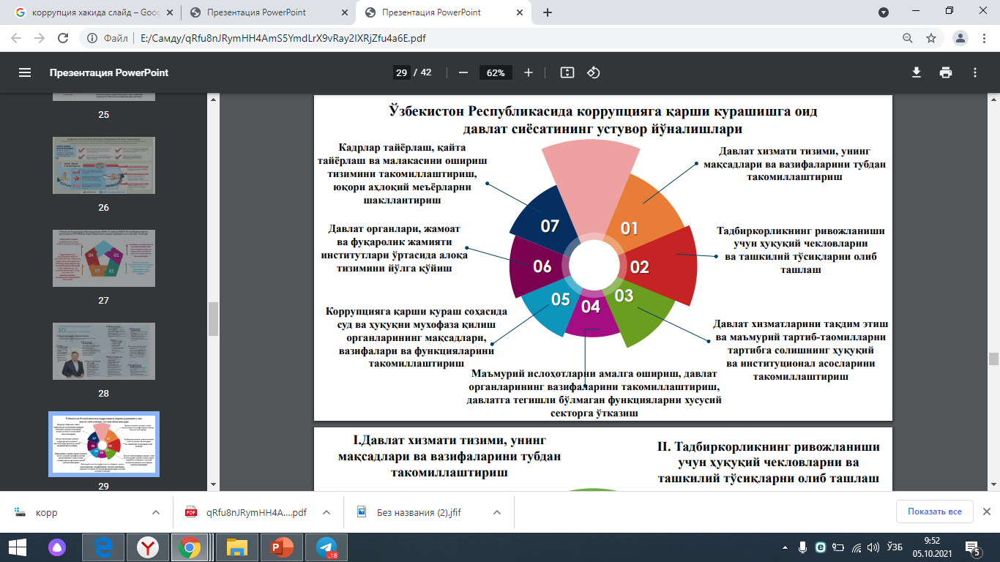 коррупция хакида слайд – Goog
Презентация PowerPoint
Презентация PowerPoint
Файл
E:/Самду/qRfu8nJRymHH4AmS5YmdLrX9vRay2IXRjZfu4a6E.pdf
Презентация PowerPoint
29 / 42
62%
25
26
27
28
29
Ўзбекистон Республикасида коррупцияга қарши курашишга оид
давлат сиёсатининг устувор йўналишлари
Кадрлар тайёрлаш, қайта
тайёрлаш ва малакасини ошириш
тизимини такомиллаштириш,
юқори аҳлоқий меъёрларни
шакллантириш
Давлат органлари, жамоат
ва фуқаролик жамияти
институтлари ўртасида алоқа
тизимини йўлга қўйиш
Коррупцияга қарши кураш соҳасида
суд ва ҳуқуқни мухофаза қилиш
органларининг мақсадлари,
вазифалари ва функцияларини
такомиллаштириш
07
06
05
04
03
02
01
Давлат хизмати тизими, унинг
мақсадлари ва вазифаларини тубдан
такомиллаштириш
Тадбиркорликнинг ривожланиши
учун ҳуқуқий чекловларни
ва ташкилий тўсиқларни олиб
ташлаш
Давлат хизматларини тақдим этиш
ва маъмурий тартиб-таомилларни
тартибга солишнинг ҳуқуқий
ва институционал асосларини
такомиллаштириш
Маъмурий ислоҳотларни амалга ошириш, давлат
органларининг вазифаларини такомиллаштириш,
давлатга тегишли бўлмаган функцияларни хусусий
секторга ўтказиш
I.Давлат хизмати тизими, унинг
мақсадлари ва вазифаларини тубдан
такомиллаштириш
II. Тадбиркорликнинг ривожланиши
учун ҳуқуқий чекловларни ва
ташкилий тўсиқларни олиб ташлаш
корр
qRfu8nJRymHH4A....pdf
Без названия (2).jfif
Показать все
..18
ЎЗБ
9:52
05.10.2021
5